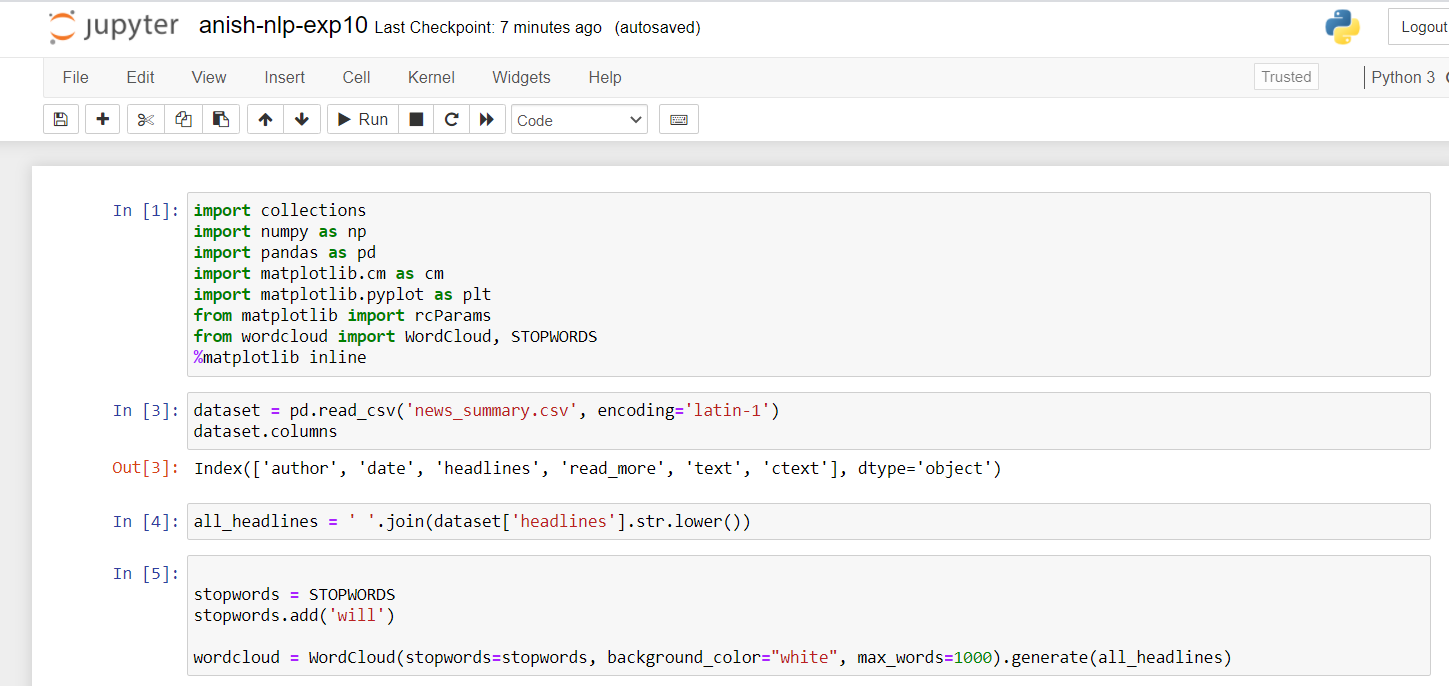 jupyter anish-nlp-exp10 Last Checkpoint: 7 minutes ago (autosaved) Logout
File Edit View Insert Cell Kernel Widgets Help Trusted Python 3
Run Code
In [1]: import collections
import numpy as np
import pandas as pd
import matplotlib.cm as cm
import matplotlib.pyplot as plt
from matplotlib import rcParams
from wordcloud import WordCloud, STOPWORDS
%matplotlib inline
In [3]: dataset = pd.read_csv('news_summary.csv', encoding='latin-1')
dataset.columns
Out[3]: Index(['author', 'date', 'headlines', 'read_more', 'text', 'ctext'], dtype='object')
In [4]: all_headlines = ' '.join(dataset['headlines'].str.lower())
In [5]:
stopwords = STOPWORDS
stopwords.add('will')
wordcloud = WordCloud(stopwords=stopwords, background_color="white", max_words=1000).generate(all_headlines)